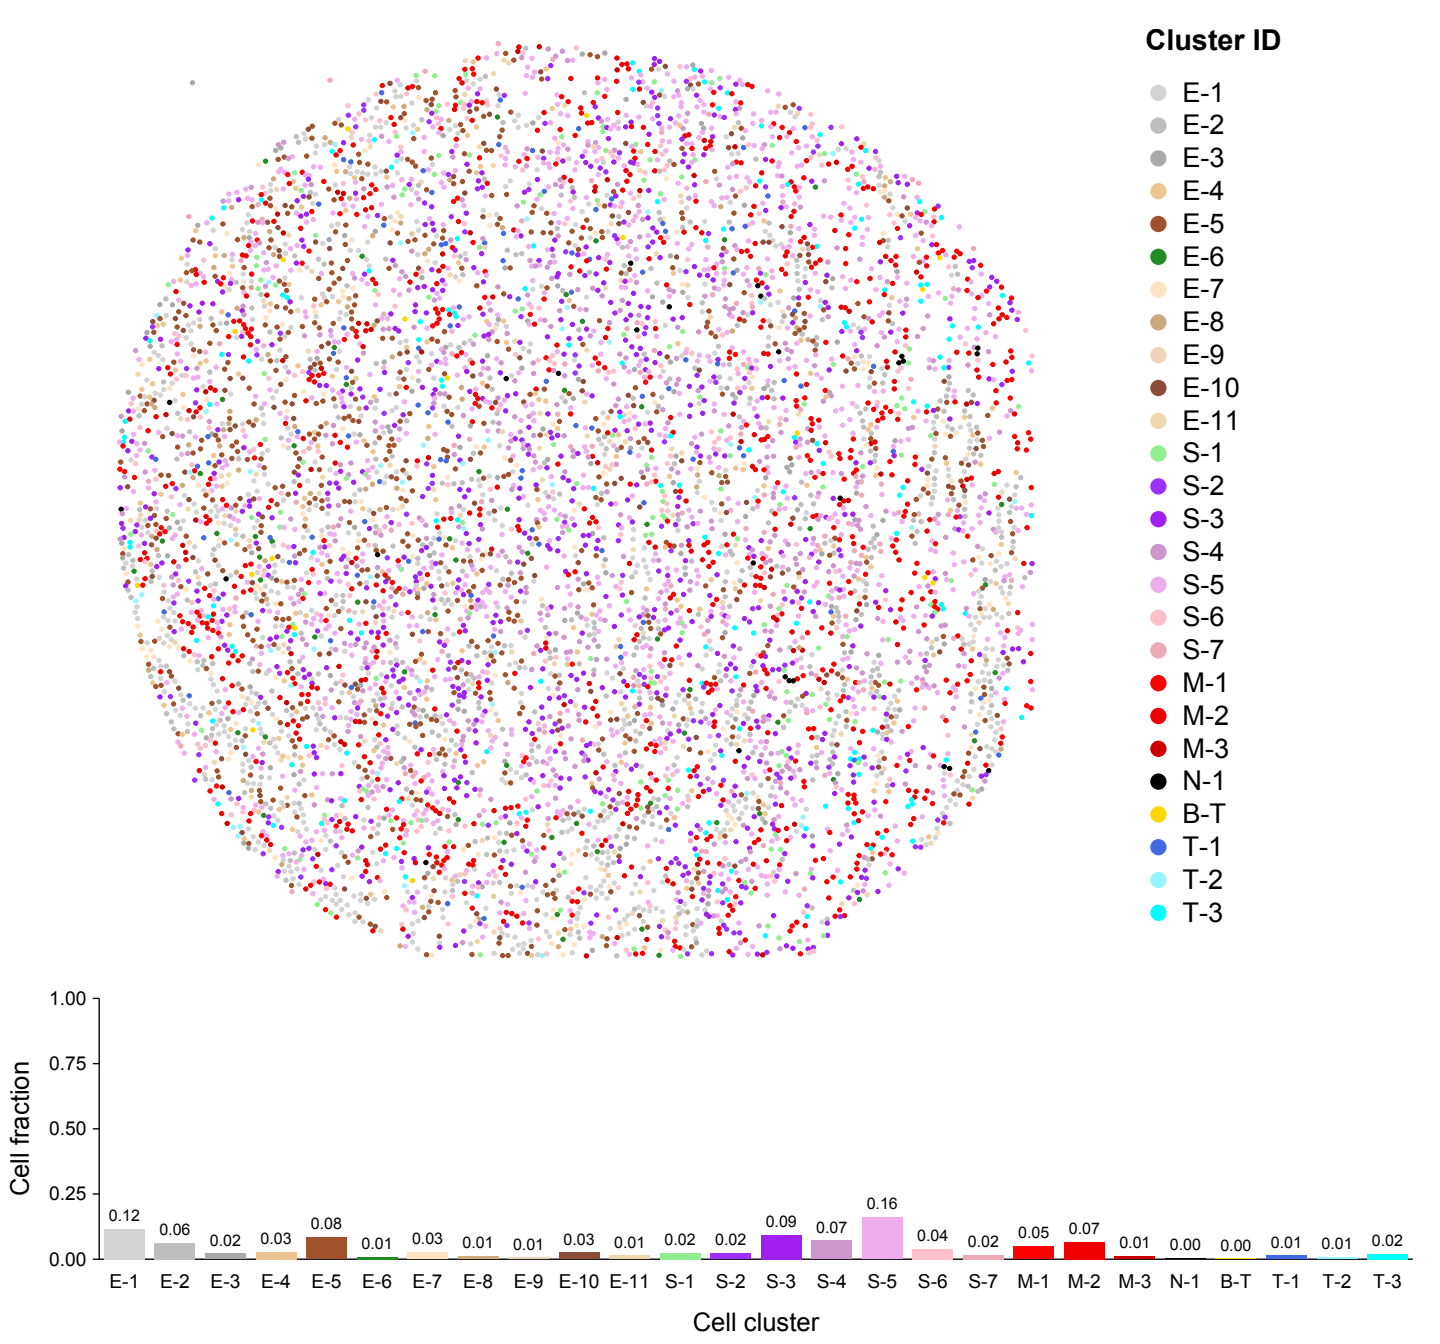 Cluster ID
E-1
E-2
E-3
E-4
E-5
E-6
E-7
E-8
E-9
E-10
E-11
S-1
S-2
S-3
S-4
S-5
S-6
S-7
M-1
M-2
M-3
N-1
B-T
T-1
T-2
T-3
1.00
0.75
0.50
0.25
0.00
Cell fraction
0.12 0.06 0.02 0.03 0.08 0.01 0.03 0.01 0.01 0.03 0.01 0.02 0.02 0.09 0.07 0.16 0.04 0.02 0.05 0.07 0.01 0.00 0.00 0.01 0.01 0.02
E-1 E-2 E-3 E-4 E-5 E-6 E-7 E-8 E-9 E-10 E-11 S-1 S-2 S-3 S-4 S-5 S-6 S-7 M-1 M-2 M-3 N-1 B-T T-1 T-2 T-3
Cell cluster